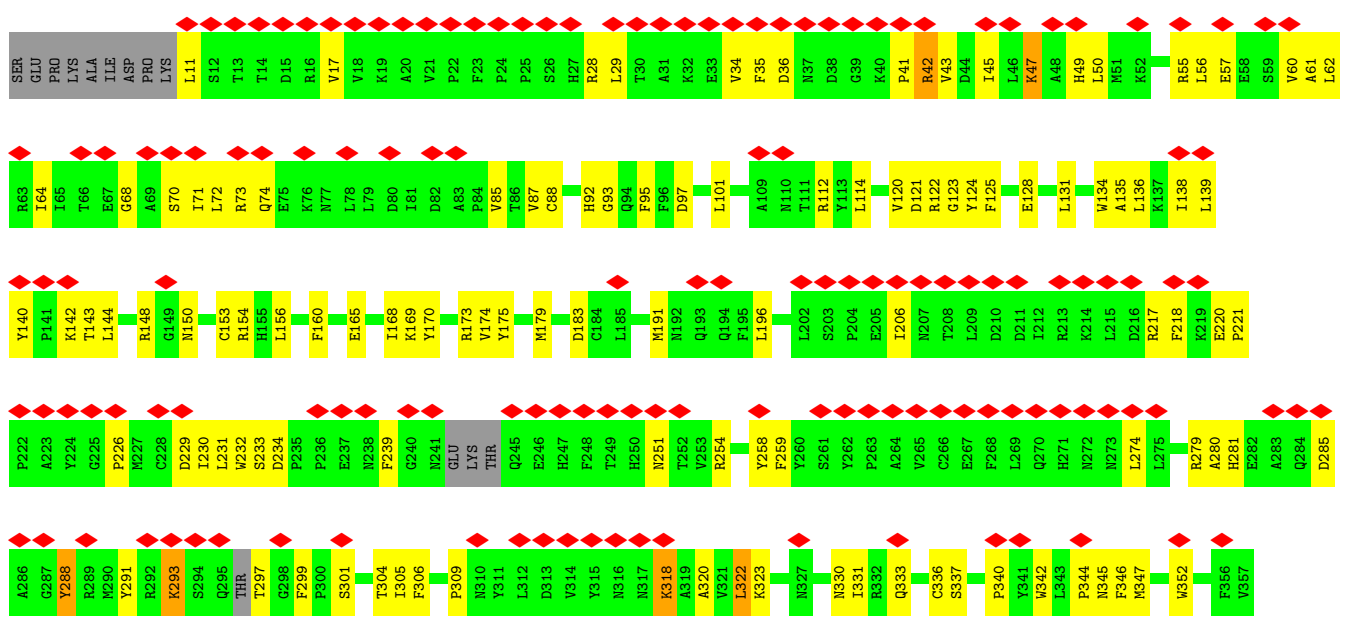 SER GLU PRO LYS ALA ILE ASP PRO LYS L11 S12 T13 T14 D15 R16 V17 V18 K19 A20 V21 P22 F23 P24 P25 S26 H27 R28 L29 T30 A31 K32 E33 V34 F35 D36 N37 D38 G39 K40 P41 R42 V43 D44 I45 L46 K47 A48 H49 L50 M51 K52 R55 L56 E57 E58 S59 V60 A61 L62
R63 I64 I65 T66 E67 G68 A69 S70 I71 L72 R73 Q74 E75 K76 N77 L78 L79 D80 I81 D82 A83 P84 V85 T86 V87 C88 H92 G93 Q94 F95 F96 D97 L101 A109 N110 T111 R112 Y113 L114 V120 D121 R122 G123 Y124 F125 E128 L131 W134 A135 L136 K137 I138 L139
Y140 P141 K142 T143 L144 R148 G149 N150 C153 R154 H155 L156 F160 E165 I168 K169 Y170 R173 V174 Y175 M179 D183 C184 L185 M191 N192 Q193 Q194 F195 L196 L202 S203 P204 E205 I206 N207 T208 L209 D210 D211 I212 R213 K214 L215 D216 R217 F218 K219 E220 P221
P222 A223 Y224 G225 P226 M227 C228 D229 I230 L231 W232 S233 D234 P235 P236 E237 N238 F239 G240 N241 GLU LYS THR Q245 E246 H247 F248 T249 H250 N251 T252 V253 R254 Y258 F259 Y260 S261 Y262 P263 A264 V265 C266 E267 F268 L269 Q270 H271 N272 N273 L274 L275 R279 A280 H281 E282 A283 Q284 D285
A286 G287 Y288 R289 M290 Y291 R292 K293 S294 Q295 THR T297 G298 F299 P300 S301 T304 I305 F306 P309 N310 Y311 L312 D313 V314 Y315 N316 N317 K318 A319 A320 V321 L322 K323 N327 N330 I331 R332 Q333 C336 S337 P340 Y341 W342 L343 P344 N345 F346 M347 W352 F356 V357